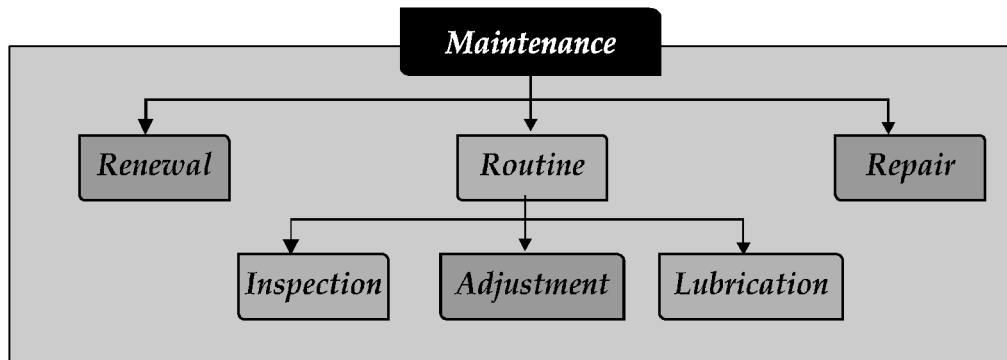 Maintenance
Renewal
Routine
Repair
Inspection
Adjustment
Lubrication